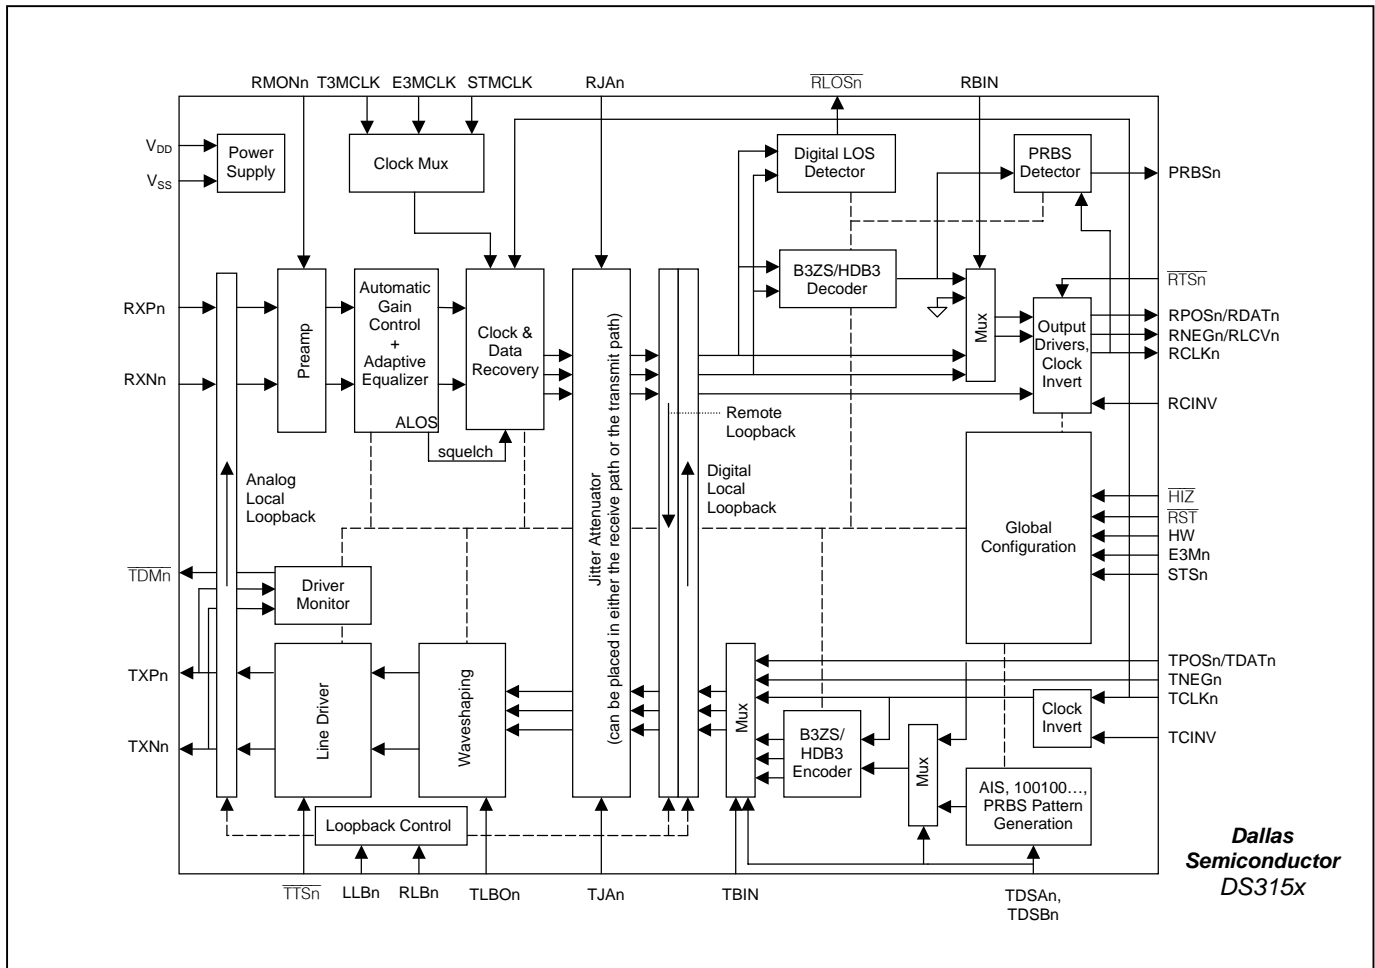 RMONn T3MCLK E3MCLK STMCLK RJAn RLOSn RBIN
VDD
VSS
Power
Supply
Clock Mux
Digital LOS
Detector
PRBS
Detector
PRBSn
RXPn
RXNn
Preamp
Automatic
Gain
Control
+
Adaptive
Equalizer
ALOS
squelch
Clock &
Data
Recovery
Jitter Attenuator
(can be placed in either the receive path or the transmit path)
B3ZS/HDB3
Decoder
Mux
Output
Drivers,
Clock
Invert
RTSn
RPOSn/RDATn
RNEGn/RLCVn
RCLKn
RCINV
Remote
Loopback
Analog
Local
Loopback
Digital
Local
Loopback
Global
Configuration
HIZ
RST
HW
E3Mn
STSn
TDMn
Driver
Monitor
TXPn
TXNn
Line Driver
Waveshaping
Mux
B3ZS/
HDB3
Encoder
Mux
Clock
Invert
TPOSn/TDATn
TNEGn
TCLKn
TCINV
AIS, 100100…,
PRBS Pattern
Generation
Loopback Control
TTSn LLBn RLBn TLBOn TJAn TBIN TDSAn,
TDSBn
Dallas
Semiconductor
DS315x